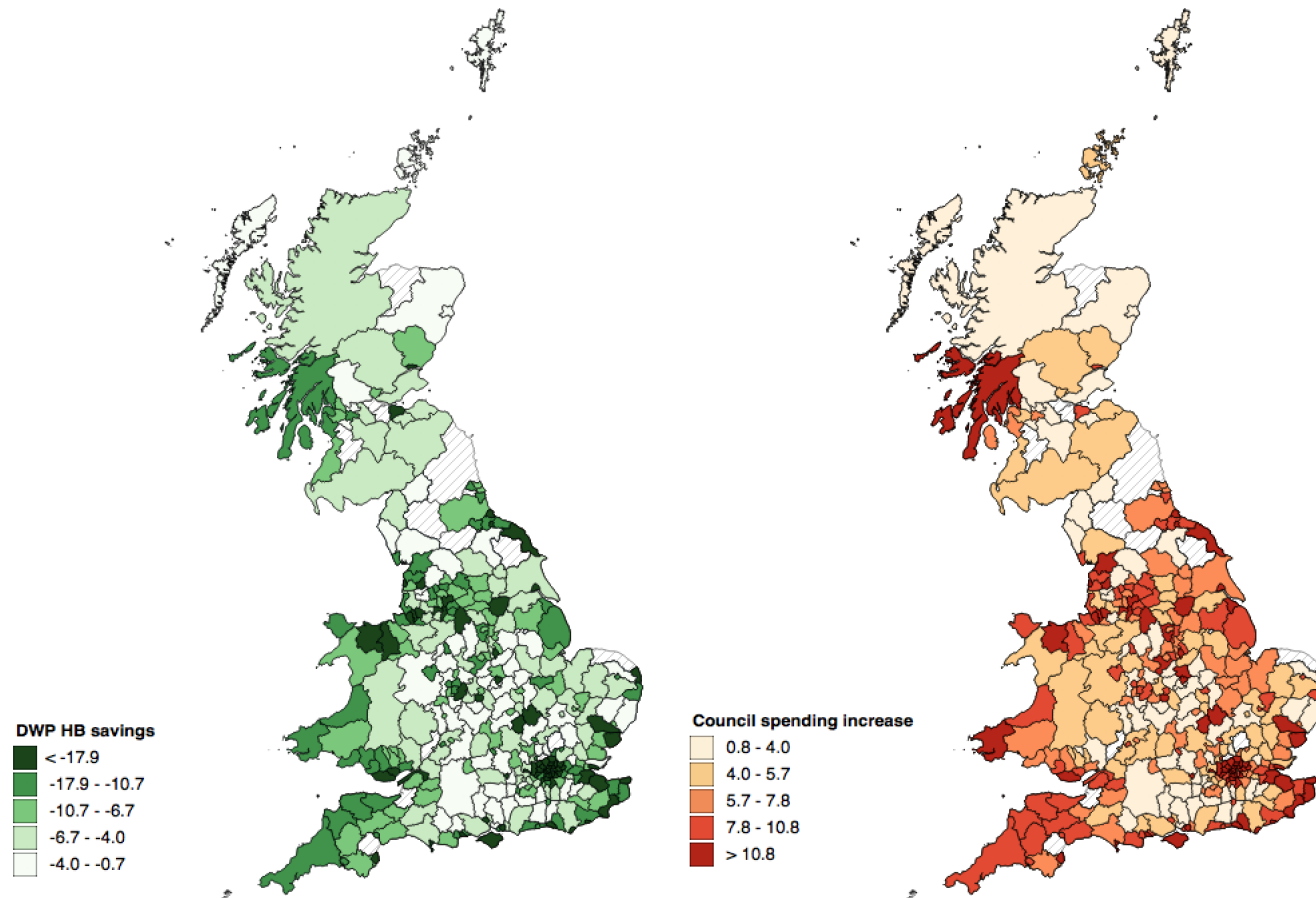 DWP HB savings
< -17.9
-17.9 - -10.7
-10.7 - -6.7
-6.7 - -4.0
-4.0 - -0.7
Council spending increase
0.8 - 4.0
4.0 - 5.7
5.7 - 7.8
7.8 - 10.8
> 10.8